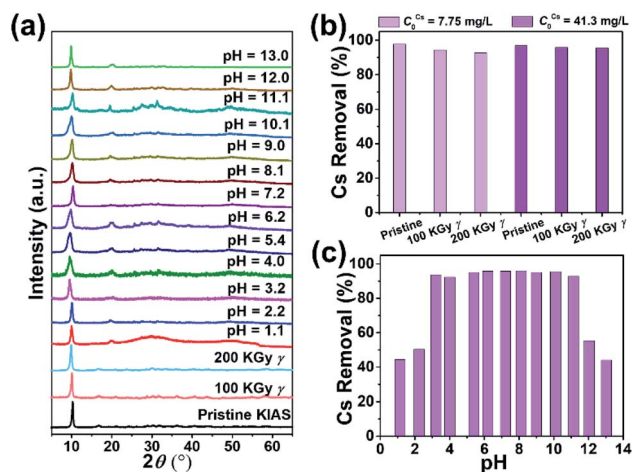 (a)
Intensity (a.u.)
pH = 13.0
pH = 12.0
pH = 11.1
pH = 10.1
pH = 9.0
pH = 8.1
pH = 7.2
pH = 6.2
pH = 5.4
pH = 4.0
pH = 3.2
pH = 2.2
pH = 1.1
200 KGy γ
100 KGy γ
Pristine KIAS
10 20 30 40 50 60
2θ (°)
(b)
C₀ᶜˢ = 7.75 mg/L C₀ᶜˢ = 41.3 mg/L
Cs Removal (%)
100
80
60
40
20
0
Pristine 100 KGy γ 200 KGy γ Pristine 100 KGy γ 200 KGy γ
(c)
Cs Removal (%)
100
80
60
40
20
0
0 2 4 6 8 10 12 14
pH